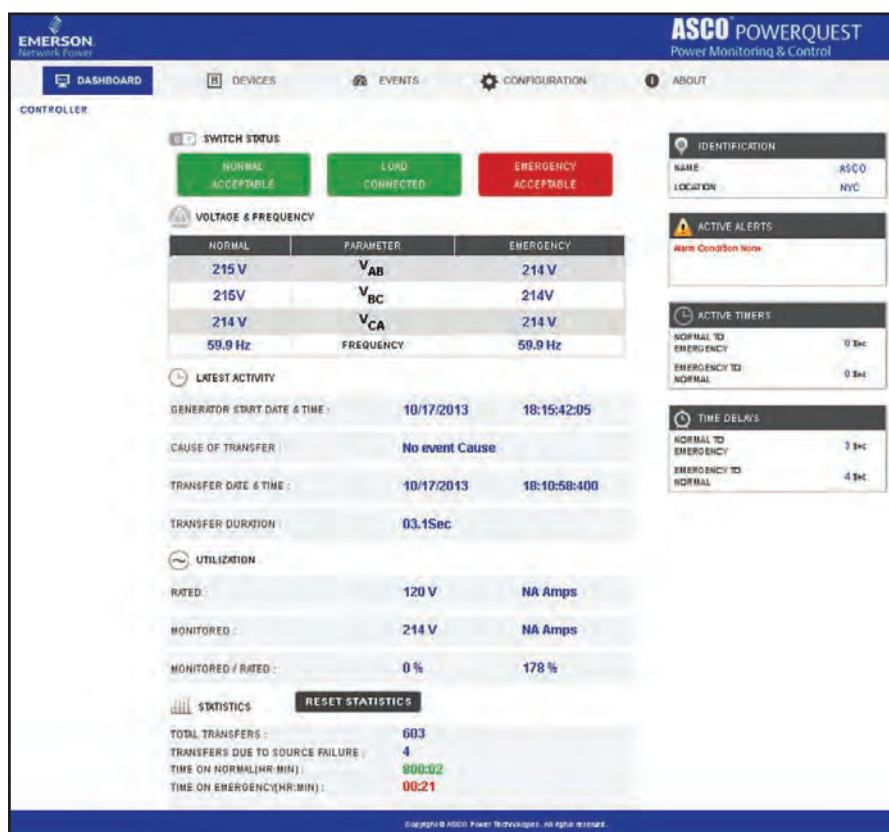 EMERSON
Network Power
ASCO® POWERQUEST
Power Monitoring & Control
DASHBOARD
DEVICES
EVENTS
CONFIGURATION
ABOUT
CONTROLLER
SWITCH STATUS
NORMAL ACCEPTABLE
LOAD CONNECTED
EMERGENCY ACCEPTABLE
VOLTAGE & FREQUENCY
NORMAL PARAMETER EMERGENCY
215 V VAB 214 V
215V VBC 214V
214 V VCA 214 V
59.9 Hz FREQUENCY 59.9 Hz
LATEST ACTIVITY
GENERATOR START DATE & TIME : 10/17/2013 18:15:42:05
CAUSE OF TRANSFER : No event Cause
TRANSFER DATE & TIME : 10/17/2013 18:10:58:400
TRANSFER DURATION : 03.1Sec
UTILIZATION
RATED : 120 V NA Amps
MONITORED : 214 V NA Amps
MONITORED / RATED : 0 % 178 %
STATISTICS
RESET STATISTICS
TOTAL TRANSFERS : 603
TRANSFERS DUE TO SOURCE FAILURE : 4
TIME ON NORMAL(HR:MIN) : 800:02
TIME ON EMERGENCY(HR:MIN) : 00:21
IDENTIFICATION
NAME ASCO
LOCATION NYC
ACTIVE ALERTS
Alarm Condition None
ACTIVE TIMERS
NORMAL TO EMERGENCY 0 Sec
EMERGENCY TO NORMAL 0 Sec
TIME DELAYS
NORMAL TO EMERGENCY 3 Sec
EMERGENCY TO NORMAL 4 Sec
Copyright © ASCO Power Technologies. All rights reserved.